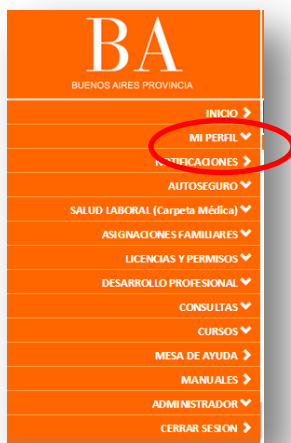 BA
BUENOS AIRES PROVINCIA
INICIO
MI PERFIL
NOTIFICACIONES
AUTOSEGURO
SALUD LABORAL (Carpeta Médica)
ASIGNACIONES FAMILIARES
LICENCIAS Y PERMISOS
DESARROLLO PROFESIONAL
CONSULTAS
CURSOS
MESA DE AYUDA
MANUALES
ADMINISTRADOR
CERRAR SESION